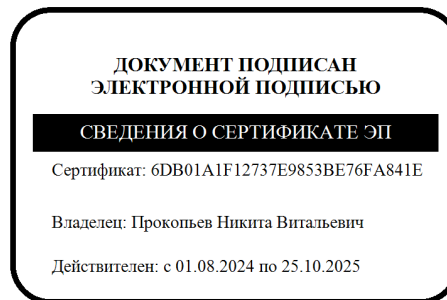 ДОКУМЕНТ ПОДПИСАН
ЭЛЕКТРОННОЙ ПОДПИСЬЮ
СВЕДЕНИЯ О СЕРТИФИКАТЕ ЭП
Сертификат: 6DB01A1F12737E9853BE76FA841E
Владелец: Прокопьев Никита Витальевич
Действителен: с 01.08.2024 по 25.10.2025